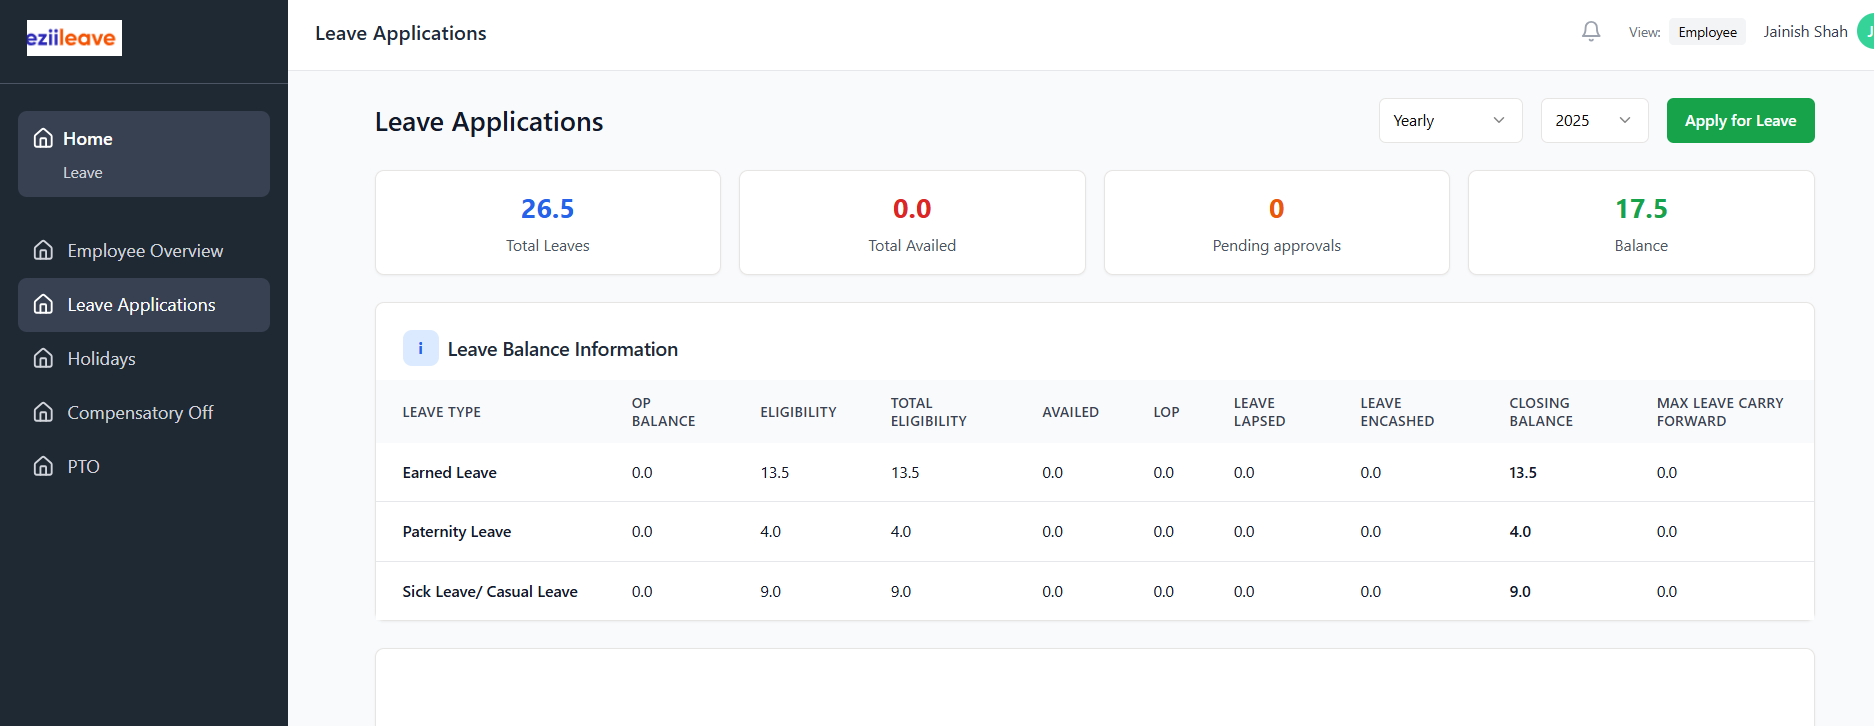 eziileave
Leave Applications
View: Employee Jainish Shah J
Home
Leave
Employee Overview
Leave Applications
Holidays
Compensatory Off
PTO
Leave Applications
Yearly
2025
Apply for Leave
26.5
Total Leaves
0.0
Total Availed
0
Pending approvals
17.5
Balance
i Leave Balance Information
LEAVE TYPE OP BALANCE ELIGIBILITY TOTAL ELIGIBILITY AVAILED LOP LEAVE LAPSED LEAVE ENCASHED CLOSING BALANCE MAX LEAVE CARRY FORWARD
Earned Leave 0.0 13.5 13.5 0.0 0.0 0.0 0.0 13.5 0.0
Paternity Leave 0.0 4.0 4.0 0.0 0.0 0.0 0.0 4.0 0.0
Sick Leave/ Casual Leave 0.0 9.0 9.0 0.0 0.0 0.0 0.0 9.0 0.0